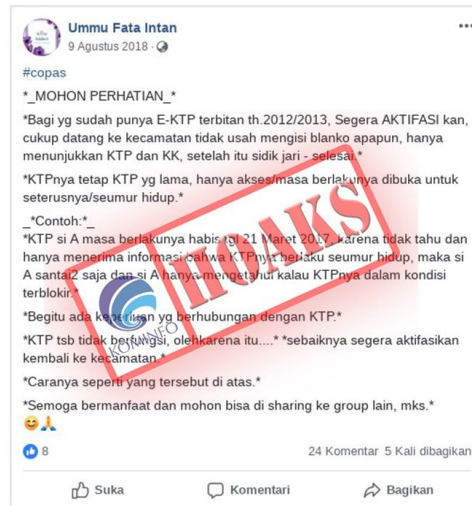 Ummu Fata Intan
9 Agustus 2018 ·
#copas
*_MOHON PERHATIAN_*
*Bagi yg sudah punya E-KTP terbitan th.2012/2013, Segera AKTIFASI kan,
cukup datang ke kecamatan tidak usah mengisi blanko apapun, hanya
menunjukkan KTP dan KK, setelah itu sidik jari - selesai.*
*KTPnya tetap KTP yg lama, hanya akses/masa berlakunya dibuka untuk
seterusnya/seumur hidup.*
_*Contoh:*_
*KTP si A masa berlakunya habis tgl 21 Maret 2017, karena tidak tahu dan
hanya menerima informasi bahwa KTPnya berlaku seumur hidup, maka si
A santai2 saja dan si A hanya mengetahui kalau KTPnya dalam kondisi
terblokir.*
*Begitu ada keperluan yg berhubungan dengan KTP.*
*KTP tsb tidak berfungsi, olehkarena itu....* *sebaiknya segera aktifasikan
kembali ke kecamatan.*
*Caranya seperti yang tersebut di atas.*
*Semoga bermanfaat dan mohon bisa di sharing ke group lain, mks.*
HOAKS
KOMINFO
8
24 Komentar 5 Kali dibagikan
Suka
Komentari
Bagikan